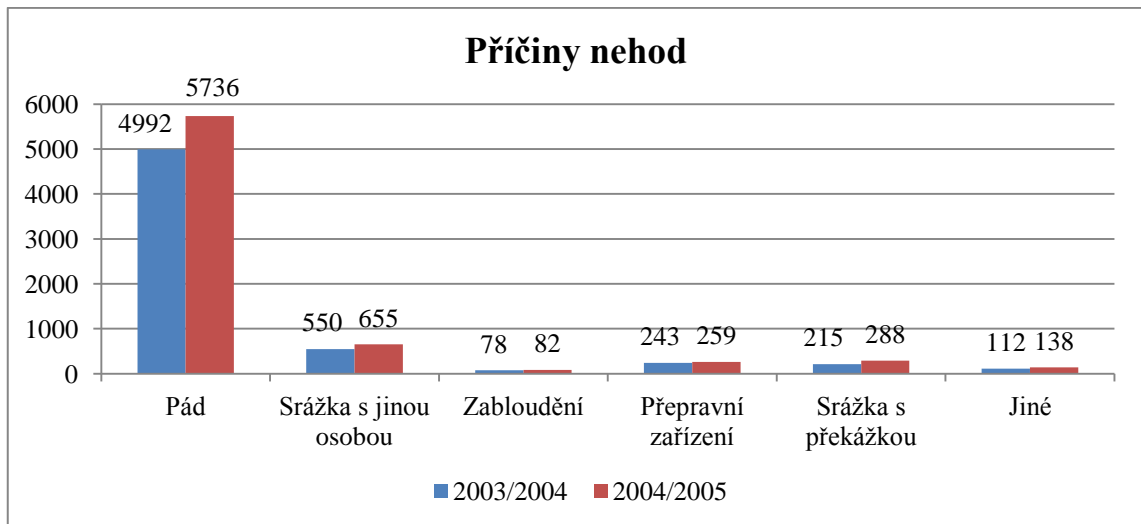 Příčiny nehod
6000
5000
4000
3000
2000
1000
0
4992
5736
550
655
78
82
243
259
215
288
112
138
Pád
Srážka s jinou
osobou
Zabloudění
Přepravní
zařízení
Srážka s
překážkou
Jiné
2003/2004
2004/2005